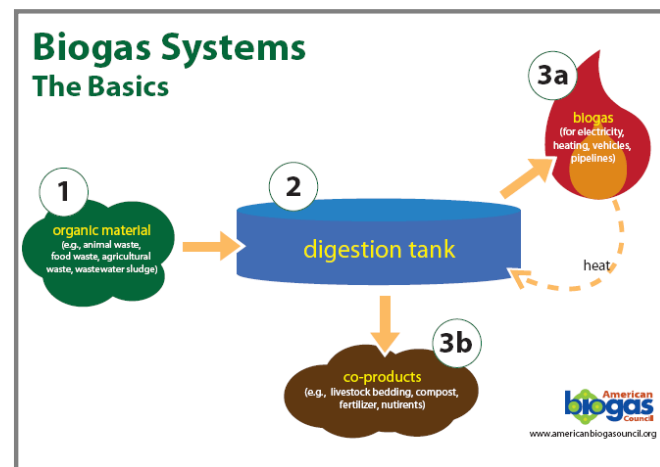 Biogas Systems
The Basics
1
organic material
(e.g., animal waste,
food waste, agricultural
waste, wastewater sludge)
2
digestion tank
3a
biogas
(for electricity,
heating, vehicles,
pipelines)
heat
3b
co-products
(e.g., livestock bedding, compost,
fertilizer, nutirents)
American
biogas
Council
www.americanbiogasouncil.org